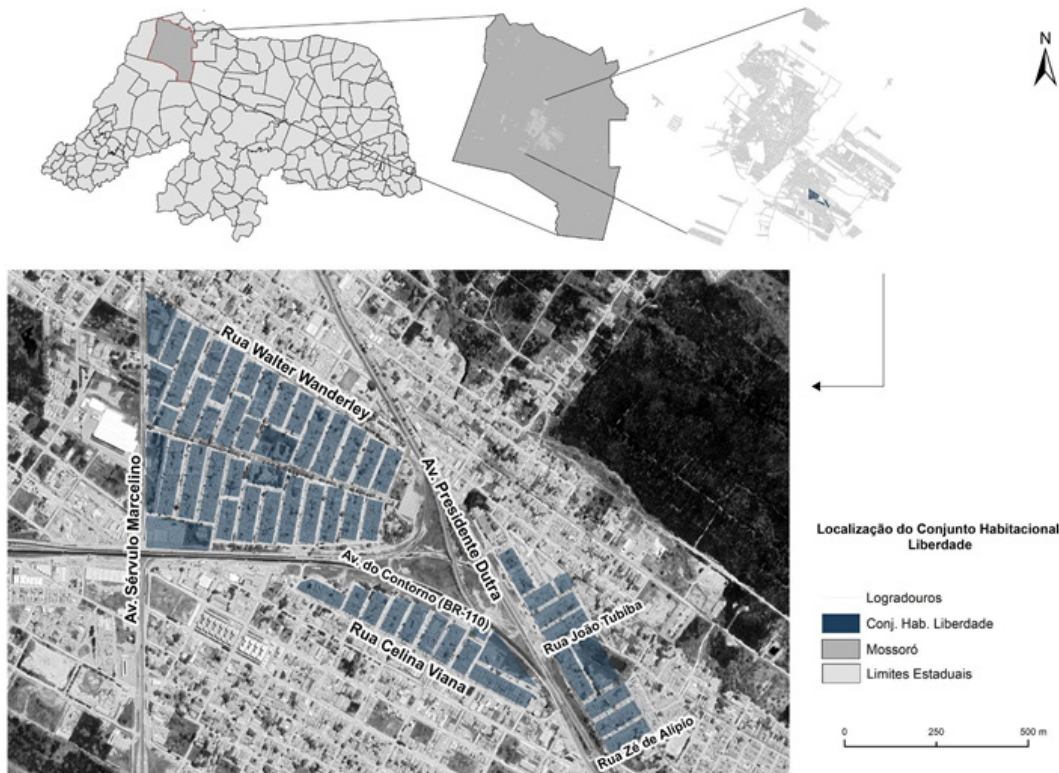 N
Rua Walter Wanderley
Av. Sérvulo Marcelino
Av. Presidente Dutra
Av. do Contorno (BR-110)
Rua Celina Viana
Rua João Tubiba
Rua Zé de Alípio
Localização do Conjunto Habitacional
Liberdade
Logradouros
Conj. Hab. Liberdade
Mossoró
Limites Estaduais
0 250 500 m